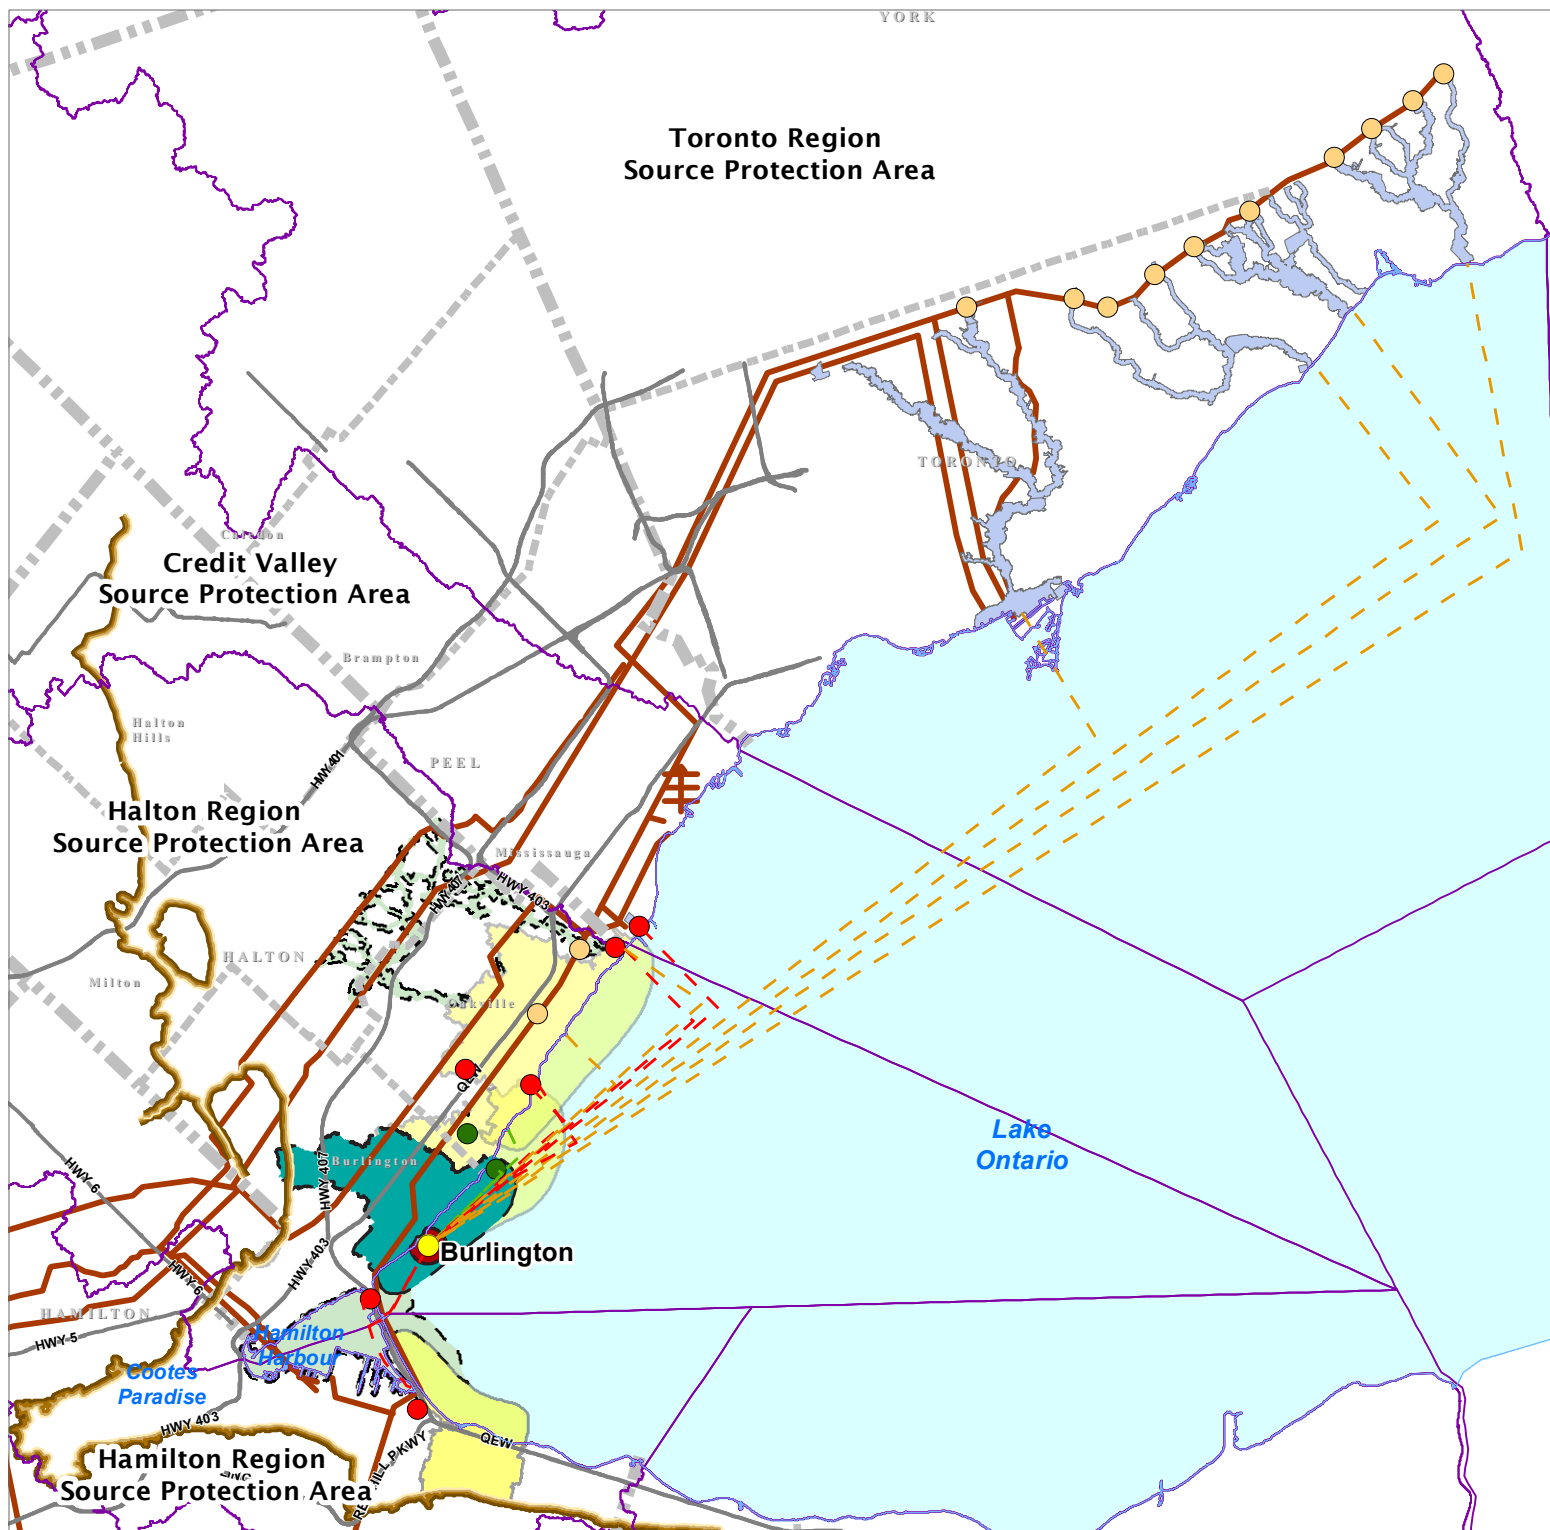 YORK
Toronto Region
Source Protection Area
TORONTO
Caledon
Credit Valley
Source Protection Area
Brampton
Halton
Hills
HWY 401
PEEL
Halton Region
Source Protection Area
Mississauga
HWY 403
HWY 407
HALTON
Milton
Oakville
QEW
Lake
Ontario
Burlington
HWY 6
HWY 407
Burlington
HWY 403
HWY 6
HAMILTON
HWY 5
Hamilton
Harbour
Cootes
Paradise
HWY 403
QEW
Hamilton Region
Source Protection Area
HILL PKWY